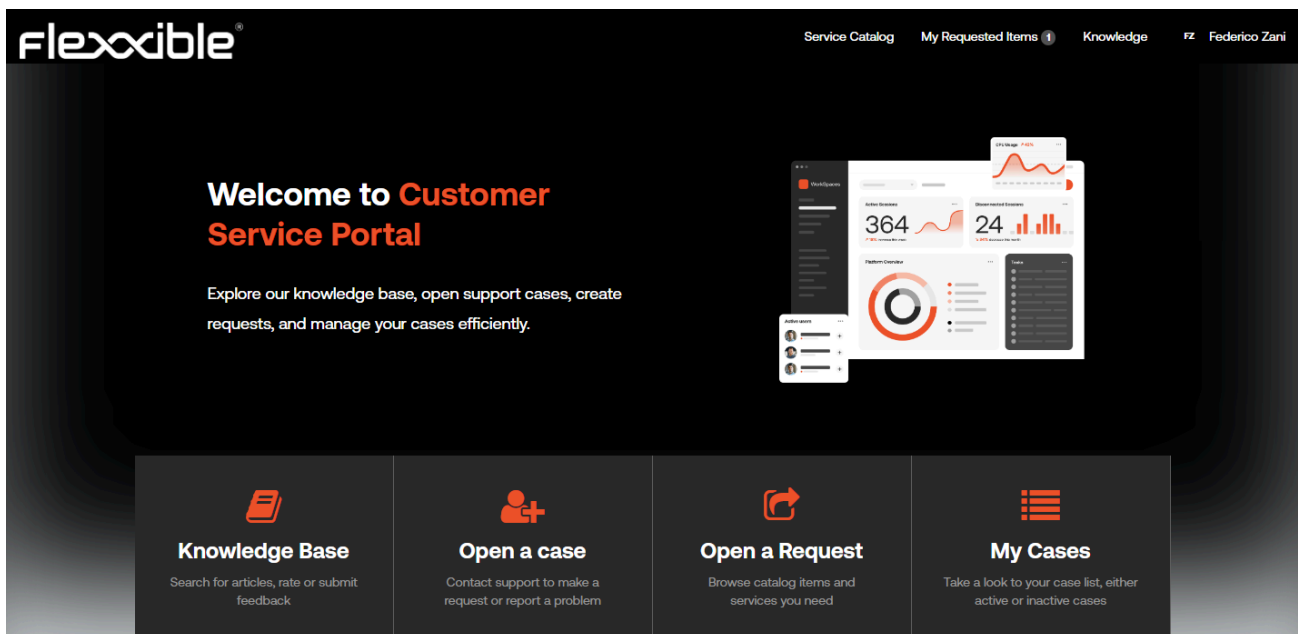 Flexxible®
Service Catalog My Requested Items 1 Knowledge FZ Federico Zani
Welcome to Customer
Service Portal
Explore our knowledge base, open support cases, create
requests, and manage your cases efficiently.
CPU Usage
WorkSpaces
Active Sessions
364
Disconnected Sessions
24
Platform Overview
Tasks
Active users
Knowledge Base
Search for articles, rate or submit
feedback
Open a case
Contact support to make a
request or report a problem
Open a Request
Browse catalog items and
services you need
My Cases
Take a look to your case list, either
active or inactive cases